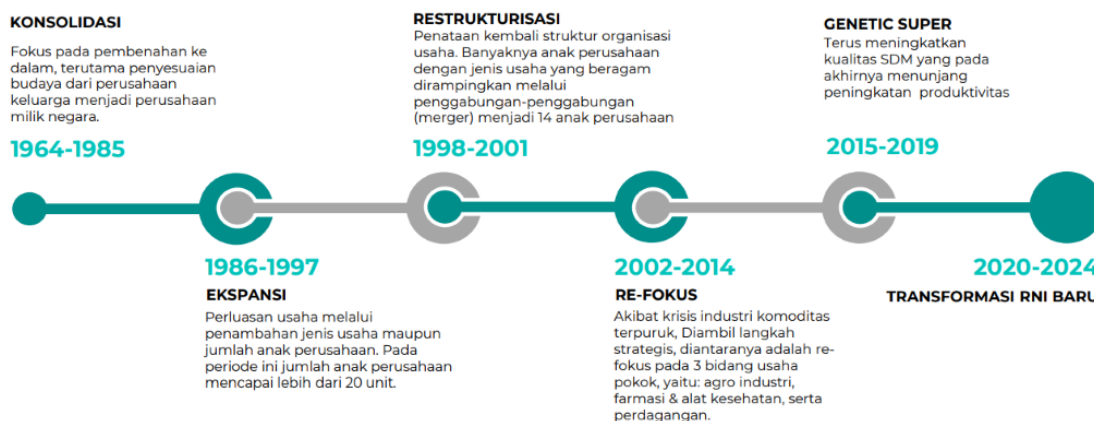 KONSOLIDASI
Fokus pada pembenahan ke
dalam, terutama penyesuaian
budaya dari perusahaan
keluarga menjadi perusahaan
milik negara.
1964-1985
1986-1997
EKSPANSI
Perluasan usaha melalui
penambahan jenis usaha maupun
jumlah anak perusahaan. Pada
periode ini jumlah anak perusahaan
mencapai lebih dari 20 unit.
RESTRUKTURISASI
Penataan kembali struktur organisasi
usaha. Banyaknya anak perusahaan
dengan jenis usaha yang beragam
dirampingkan melalui
penggabungan-penggabungan
(merger) menjadi 14 anak perusahaan
1998-2001
2002-2014
RE-FOKUS
Akibat krisis industri komoditas
terpuruk, Diambil langkah
strategis, diantaranya adalah re-
fokus pada 3 bidang usaha
pokok, yaitu: agro industri,
farmasi & alat kesehatan, serta
perdagangan.
GENETIC SUPER
Terus meningkatkan
kualitas SDM yang pada
akhirnya menunjang
peningkatan produktivitas
2015-2019
2020-2024
TRANSFORMASI RNI BARU